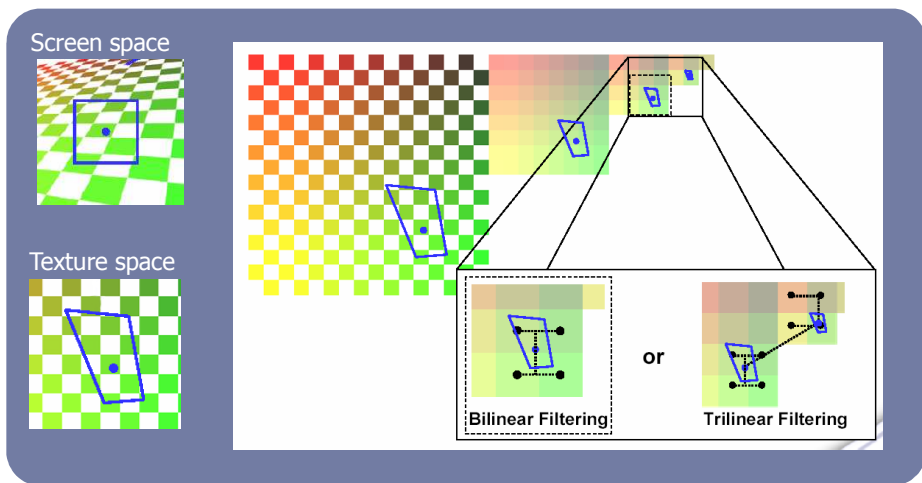 Screen space
Texture space
Bilinear Filtering
or
Trilinear Filtering